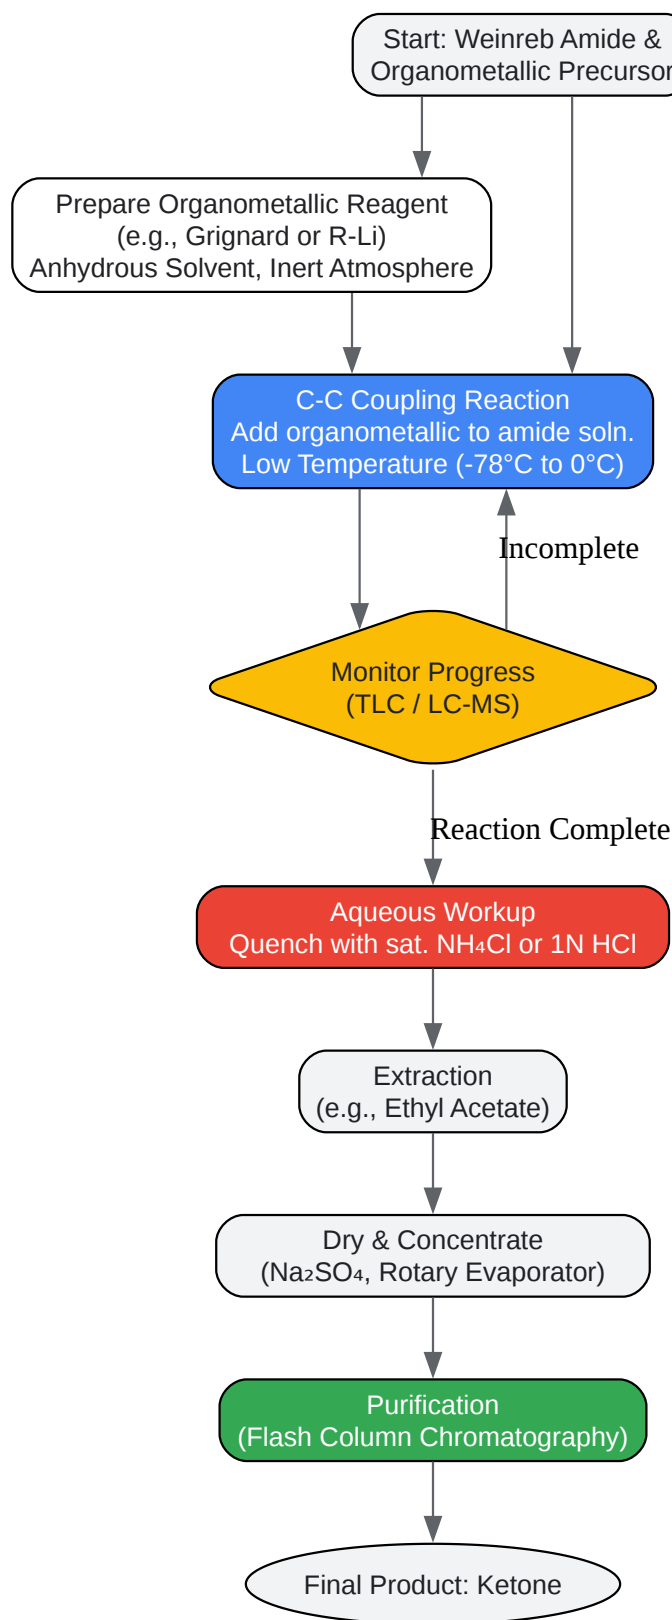 Start: Weinreb Amide &
Organometallic Precursor
Prepare Organometallic Reagent
(e.g., Grignard or R-Li)
Anhydrous Solvent, Inert Atmosphere
C-C Coupling Reaction
Add organometallic to amide soln.
Low Temperature (-78°C to 0°C)
Incomplete
Monitor Progress
(TLC / LC-MS)
Reaction Complete
Aqueous Workup
Quench with sat. NH₄Cl or 1N HCl
Extraction
(e.g., Ethyl Acetate)
Dry & Concentrate
(Na₂SO₄, Rotary Evaporator)
Purification
(Flash Column Chromatography)
Final Product: Ketone